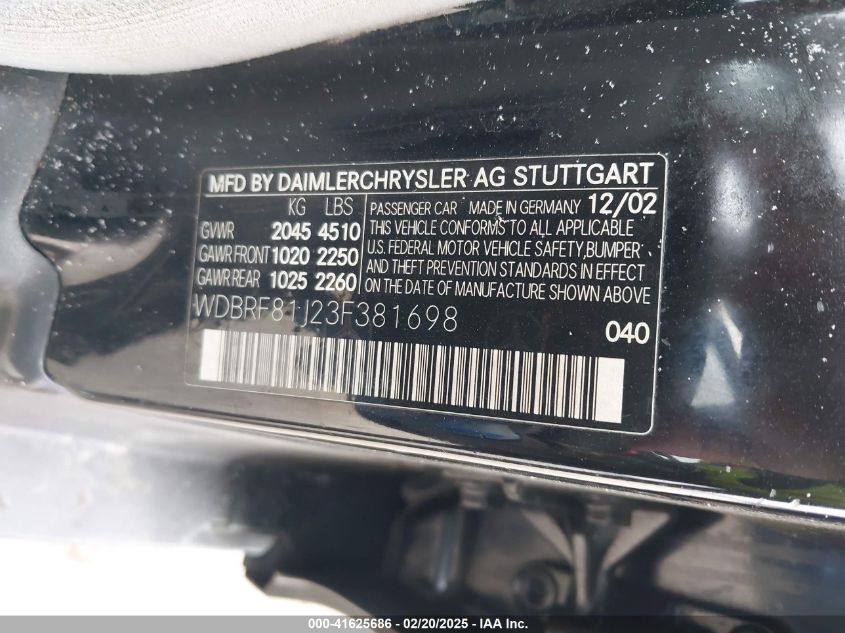 MFD BY DAIMLERCHRYSLER AG STUTTGART
KG LBS
GVWR 2045 4510
GAWR FRONT 1020 2250
GAWR REAR 1025 2260
PASSENGER CAR MADE IN GERMANY 12/02
THIS VEHICLE CONFORMS TO ALL APPLICABLE
U.S. FEDERAL MOTOR VEHICLE SAFETY,BUMPER
AND THEFT PREVENTION STANDARDS IN EFFECT
ON DATE OF MANUFACTURE SHOWN ABOVE
WDBRF81J23F381698
040
000-41625686 - 02/20/2025 - IAA Inc.